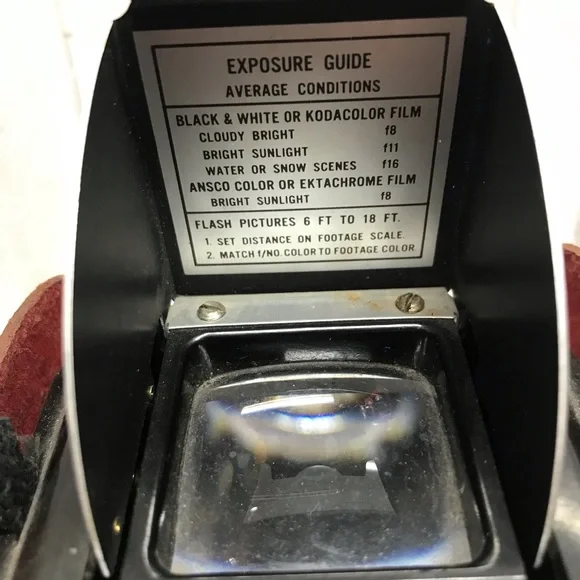 EXPOSURE GUIDE
AVERAGE CONDITIONS
BLACK & WHITE OR KODACOLOR FILM
CLOUDY BRIGHT f8
BRIGHT SUNLIGHT f11
WATER OR SNOW SCENES f16
ANSCO COLOR OR EKTACHROME FILM
BRIGHT SUNLIGHT f8
FLASH PICTURES 6 FT TO 18 FT.
1. SET DISTANCE ON FOOTAGE SCALE.
2. MATCH f/NO. COLOR TO FOOTAGE COLOR.